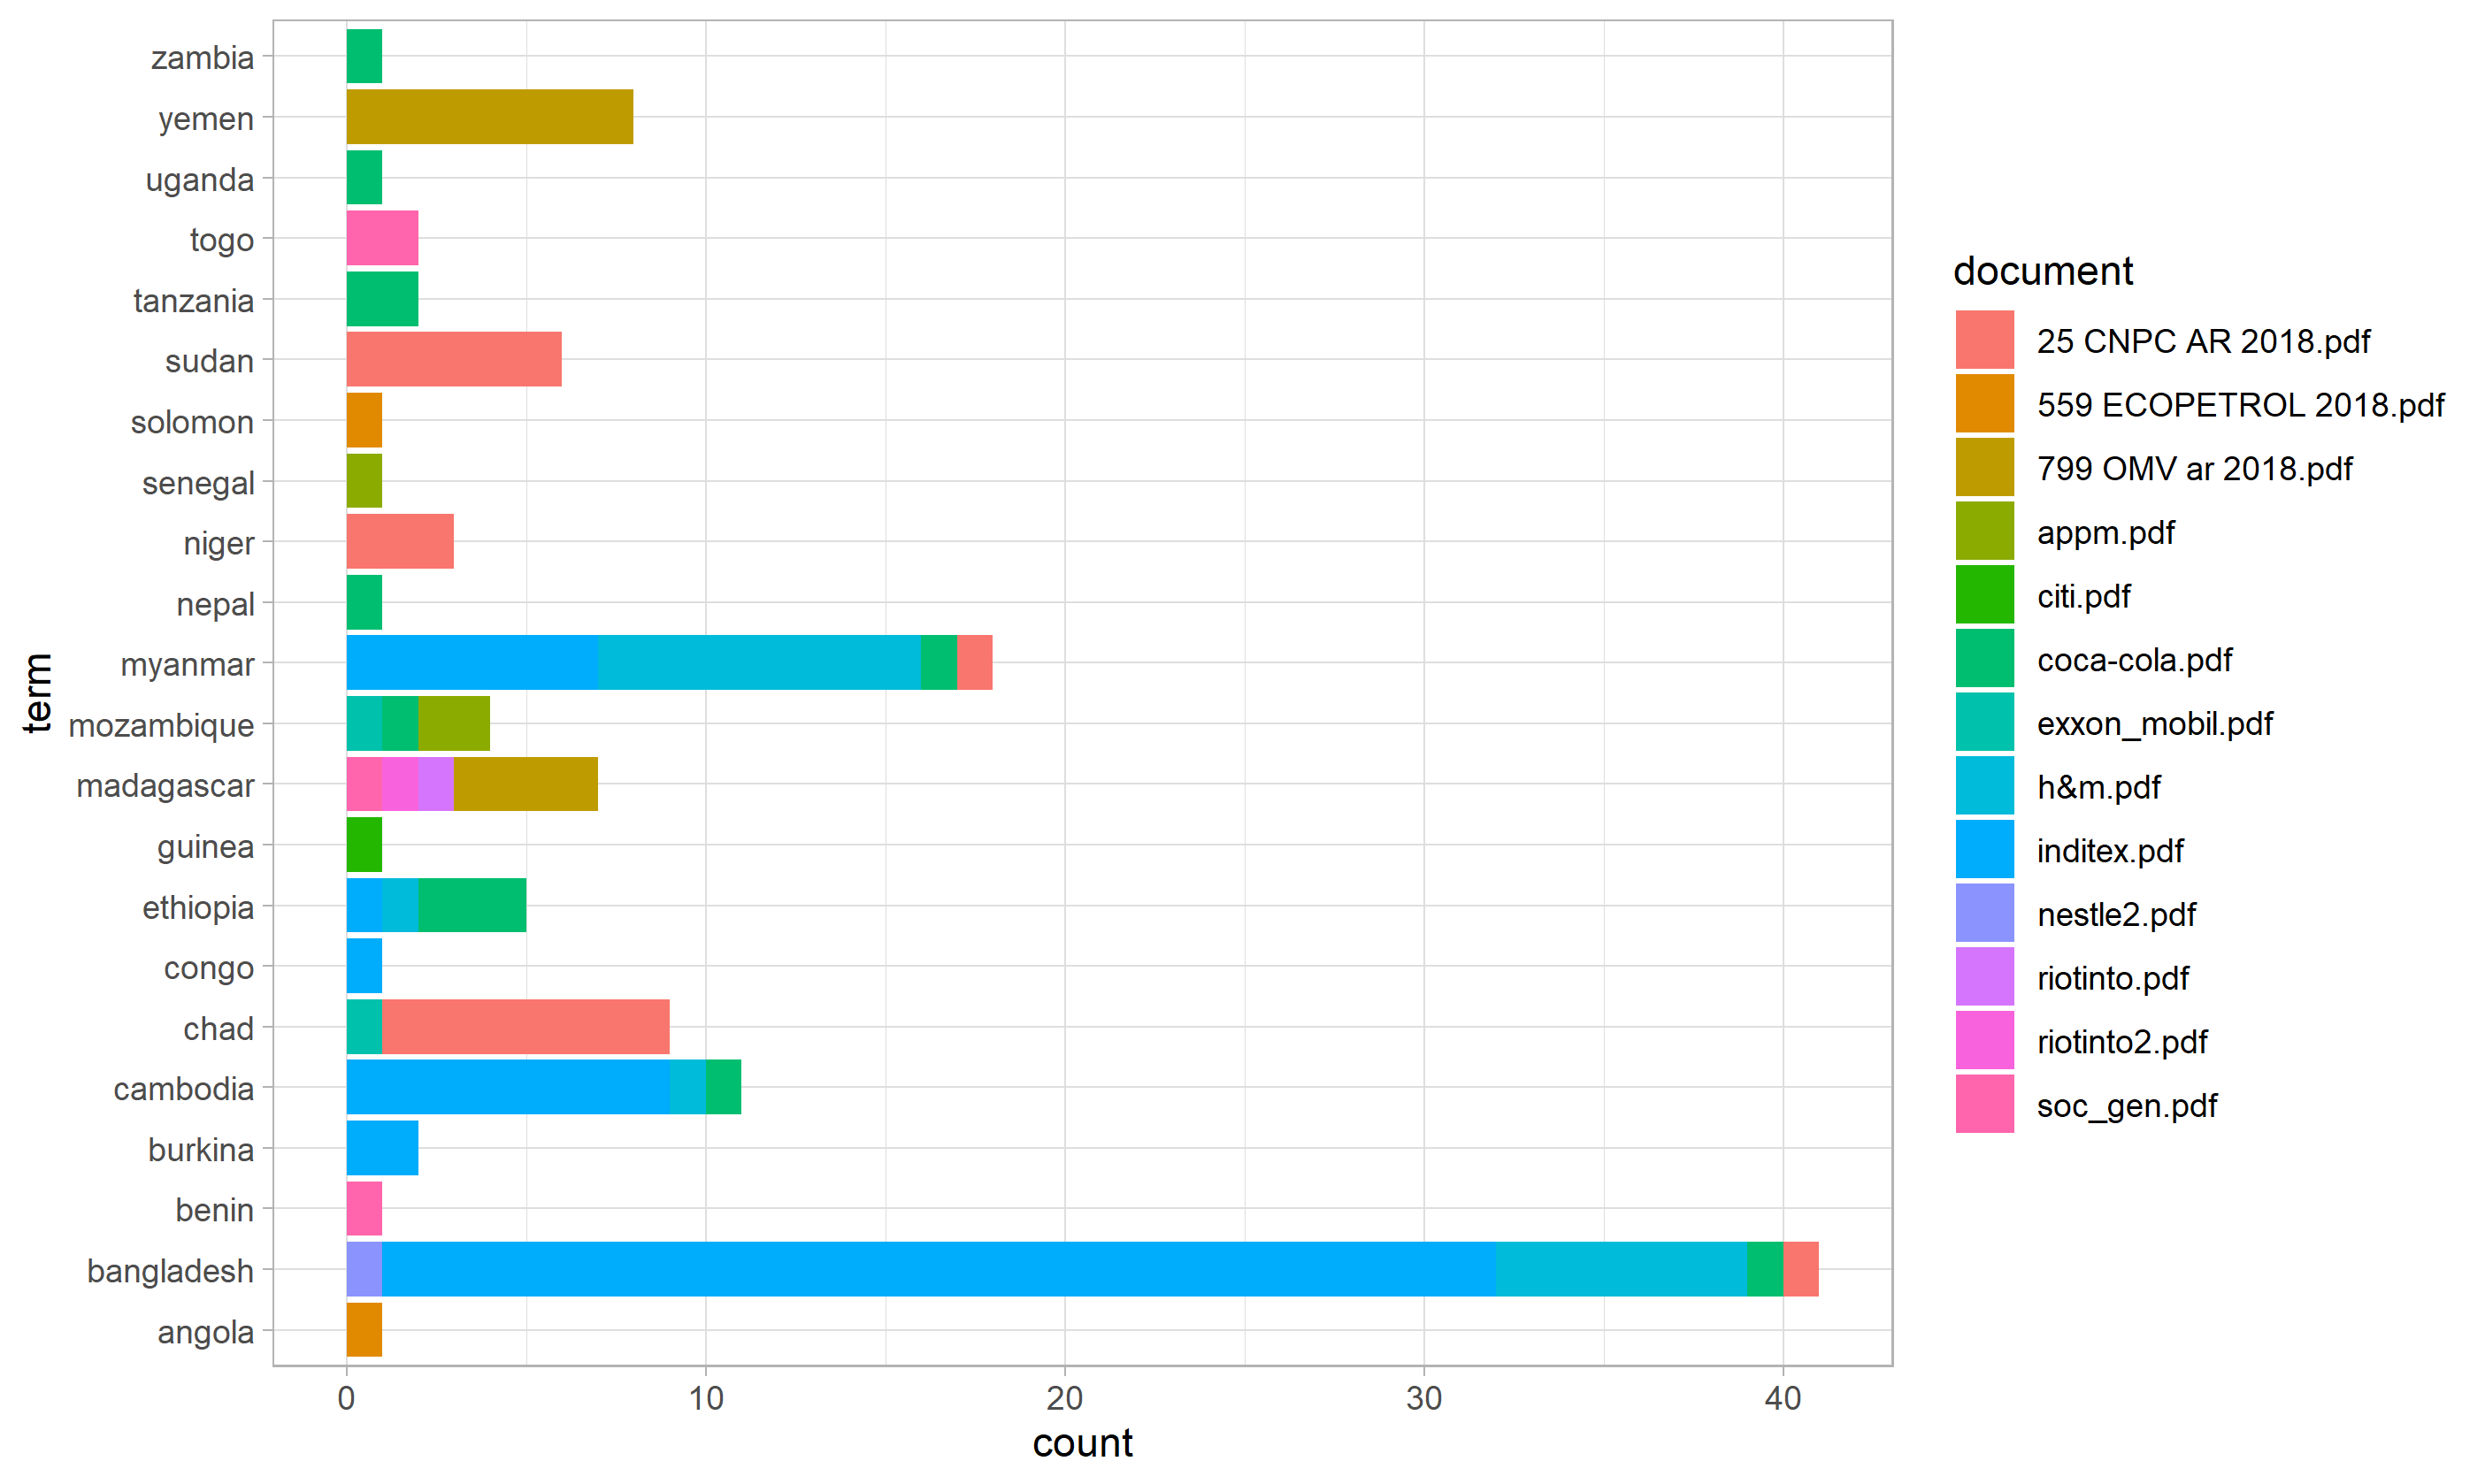 term
zambia
yemen
uganda
togo
tanzania
sudan
solomon
senegal
niger
nepal
myanmar
mozambique
madagascar
guinea
ethiopia
congo
chad
cambodia
burkina
benin
bangladesh
angola
0 10 20 30 40
count
document
25 CNPC AR 2018.pdf
559 ECOPETROL 2018.pdf
799 OMV ar 2018.pdf
appm.pdf
citi.pdf
coca-cola.pdf
exxon_mobil.pdf
h&m.pdf
inditex.pdf
nestle2.pdf
riotinto.pdf
riotinto2.pdf
soc_gen.pdf